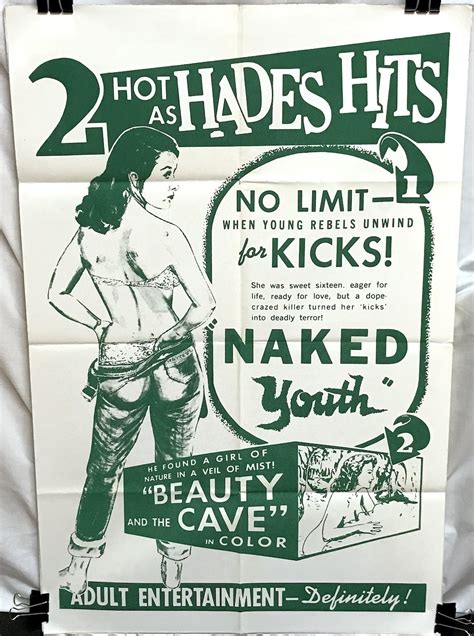 2 HOT
AS HADES HITS
1
NO LIMIT—
WHEN YOUNG REBELS UNWIND
for KICKS!
She was sweet sixteen. eager for
life, ready for love, but a dope-
crazed killer turned her 'kicks'
into deadly terror!
"NAKED
Youth"
2
HE FOUND A GIRL OF
NATURE IN A VEIL OF MIST!
"BEAUTY
AND THE CAVE"
IN COLOR
ADULT ENTERTAINMENT—Definitely!